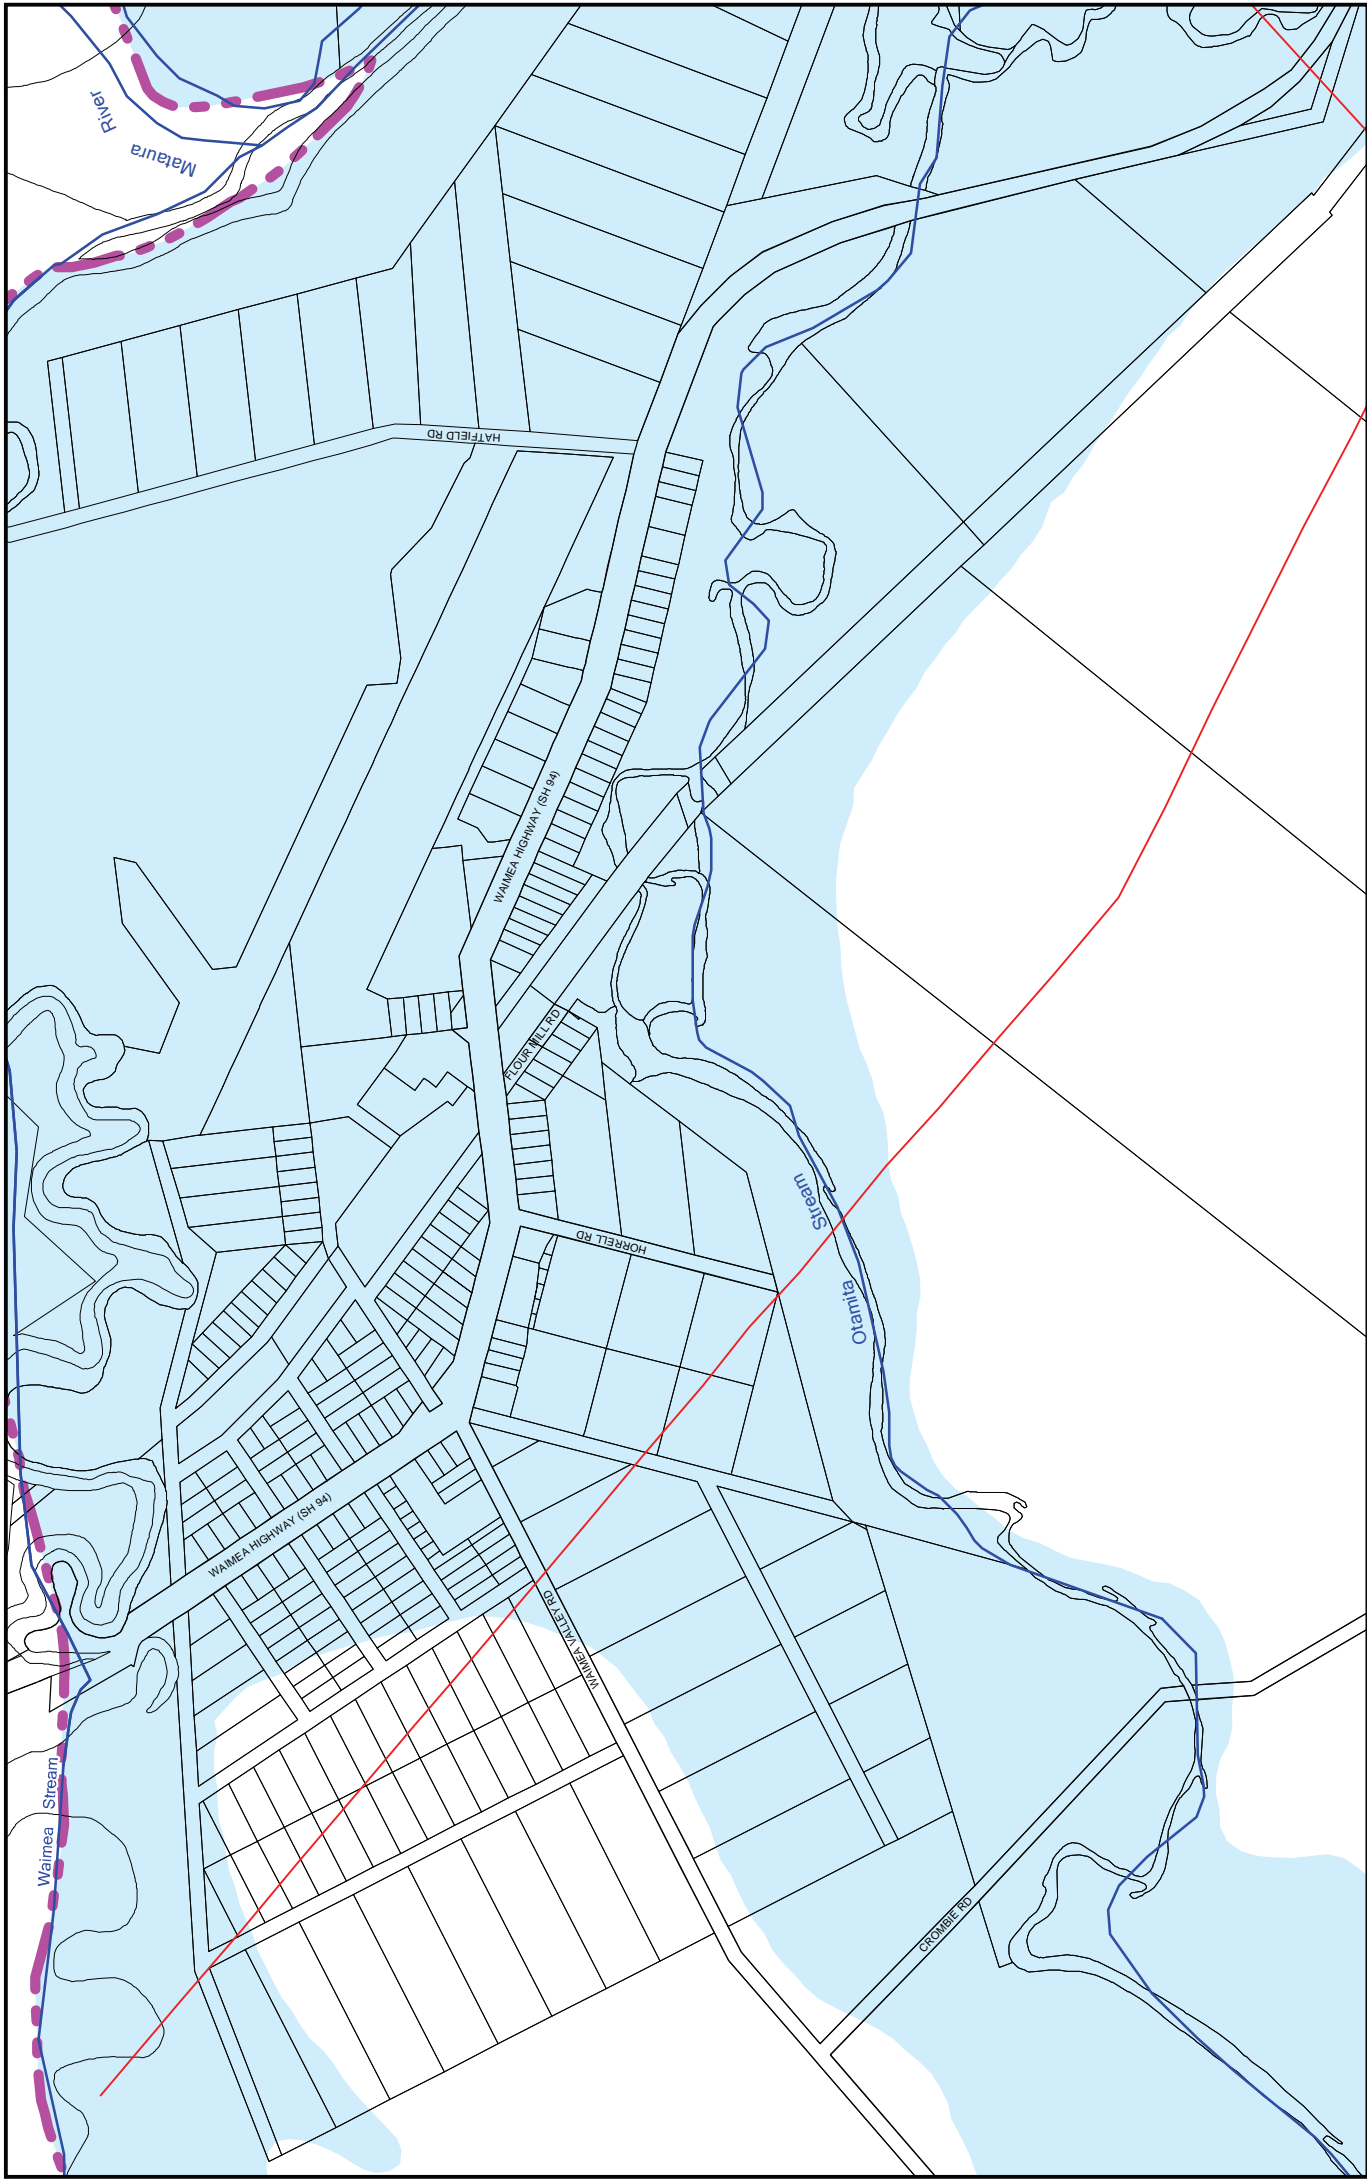 River
Mataura
HATFIELD RD
WAIMEA HIGHWAY (SH 94)
FLOUR MILL RD
Stream
HORRELL RD
Otamita
WAIMEA HIGHWAY (SH 94)
WAIMEA VALLEY RD
Waimea Stream
CROMBIE RD